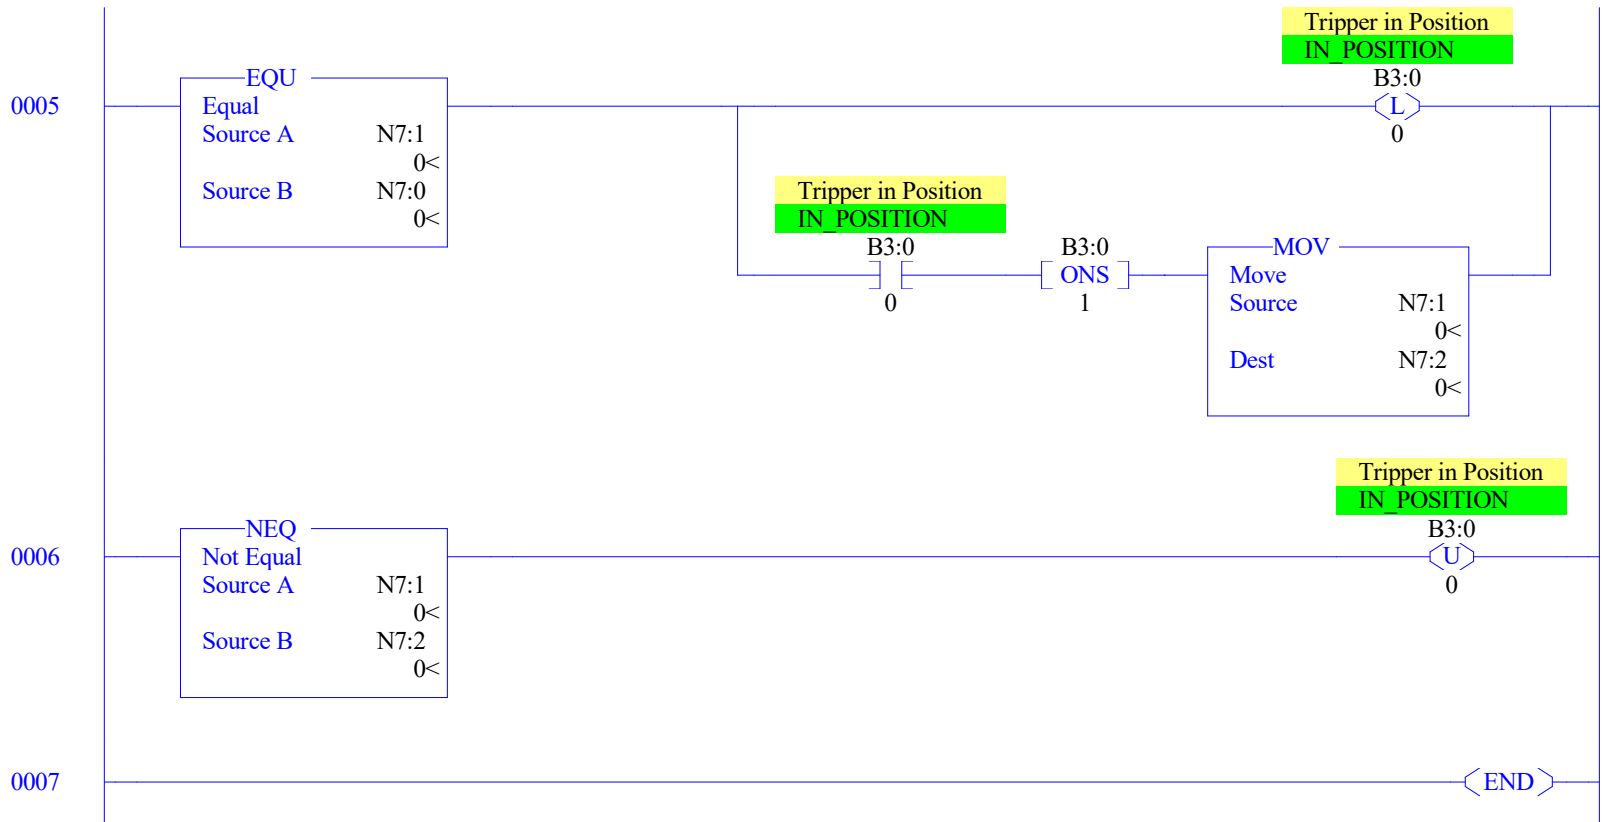 Tripper in Position
IN_POSITION
B3:0
0005
EQU
Equal
Source A N7:1
0<
Source B N7:0
0<
L
0
Tripper in Position
IN_POSITION
B3:0
0
B3:0
ONS
1
MOV
Move
Source N7:1
0<
Dest N7:2
0<
Tripper in Position
IN_POSITION
B3:0
0006
NEQ
Not Equal
Source A N7:1
0<
Source B N7:2
0<
U
0
0007
END